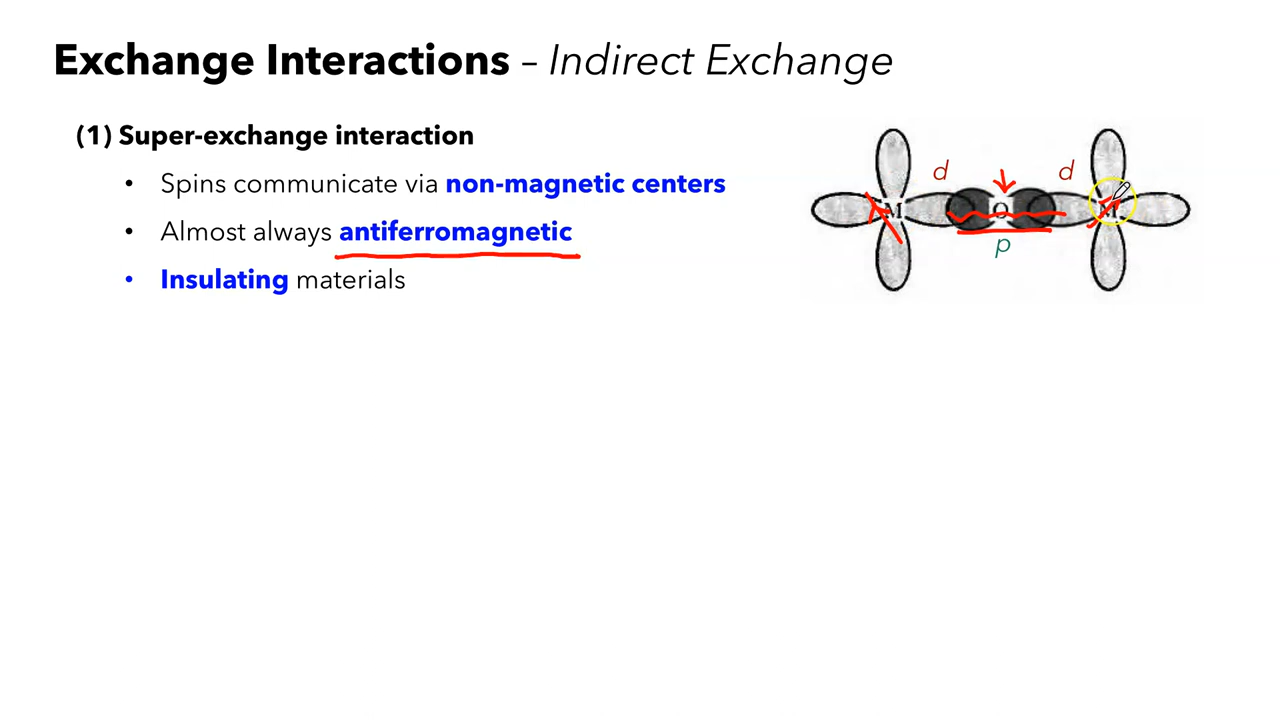 Exchange Interactions – Indirect Exchange
(1) Super-exchange interaction
• Spins communicate via non-magnetic centers
• Almost always antiferromagnetic
• Insulating materials
d d
M O M
p